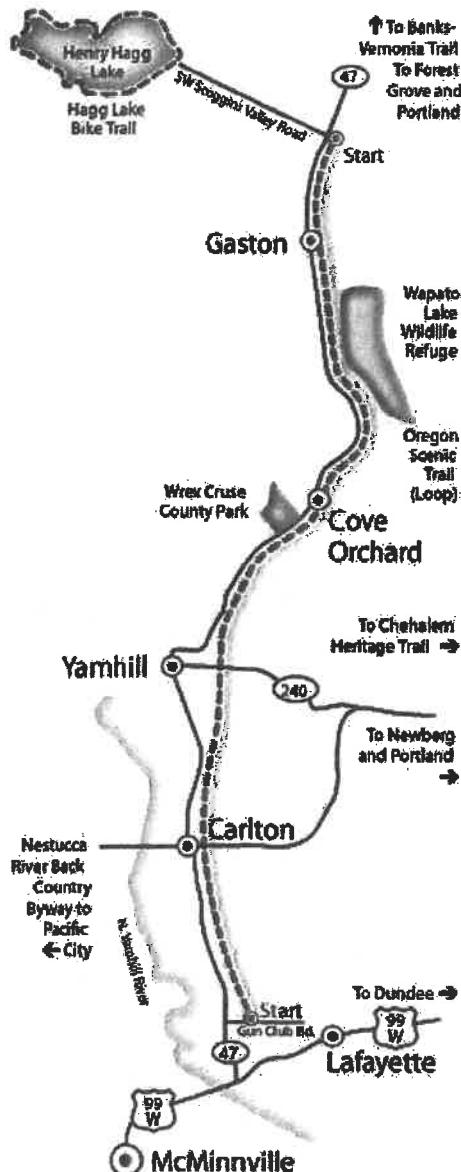 Henry Hagg
Lake
Hagg Lake
Bike Trail
↑ To Banks-
Vernonia Trail
To Forest
Grove and
Portland
47
SW Scoggins Valley Road
Start
Gaston
Wapato
Lake
Wildlife
Refuge
Oregon
Scenic
Trail
(Loop)
Wrex Cruse
County Park
Cove
Orchard
To Chehalem
Heritage Trail →
Yamhill
240
To Newberg
and Portland
→
Carlton
Nestucca
River Back
Country
Byway to
Pacific
← City
N. Yamhill River
To Dundee →
Start
Gun Club Rd.
99
W
47
Lafayette
99
W
McMinnville